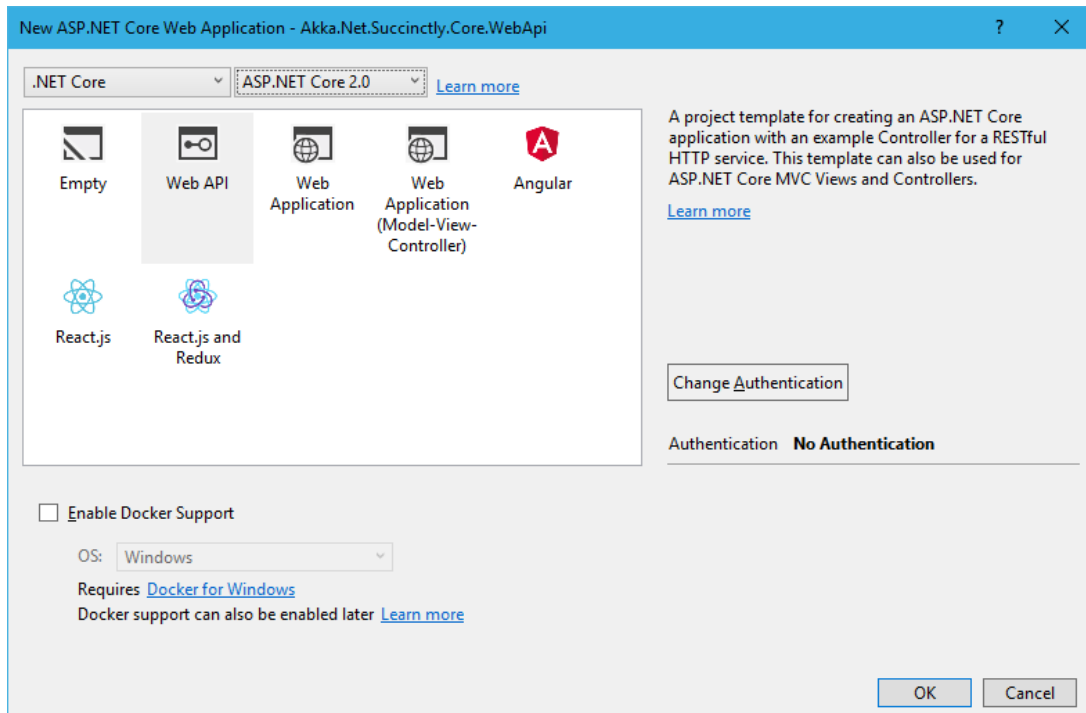 New ASP.NET Core Web Application - Akka.Net.Succinctly.Core.WebApi
?
.NET Core
ASP.NET Core 2.0
Learn more
Empty
Web API
Web
Application
Web
Application
(Model-View-
Controller)
Angular
React.js
React.js and
Redux
A project template for creating an ASP.NET Core
application with an example Controller for a RESTful
HTTP service. This template can also be used for
ASP.NET Core MVC Views and Controllers.
Learn more
Change Authentication
Authentication No Authentication
Enable Docker Support
OS: Windows
Requires Docker for Windows
Docker support can also be enabled later Learn more
OK
Cancel